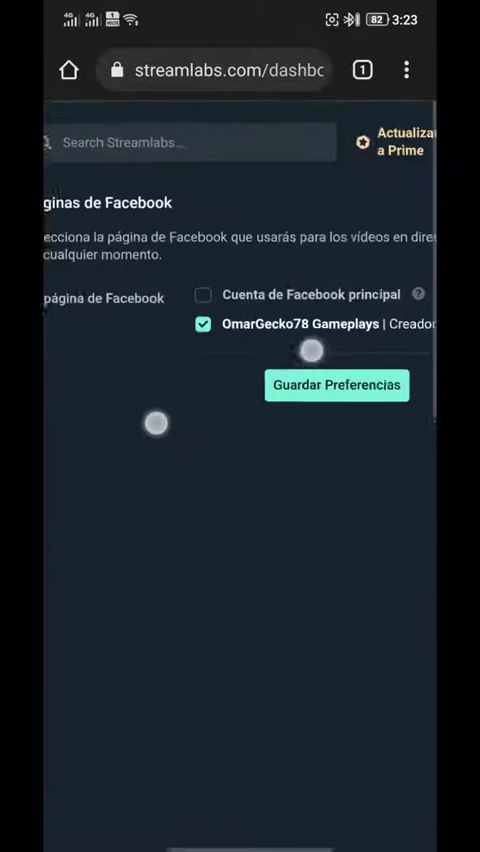 4G 4G 82 3:23
streamlabs.com/dashbo
1
Search Streamlabs...
Actualiza
a Prime
ginas de Facebook
ecciona la página de Facebook que usarás para los vídeos en dire
cualquier momento.
página de Facebook
Cuenta de Facebook principal ?
OmarGecko78 Gameplays | Creador
Guardar Preferencias